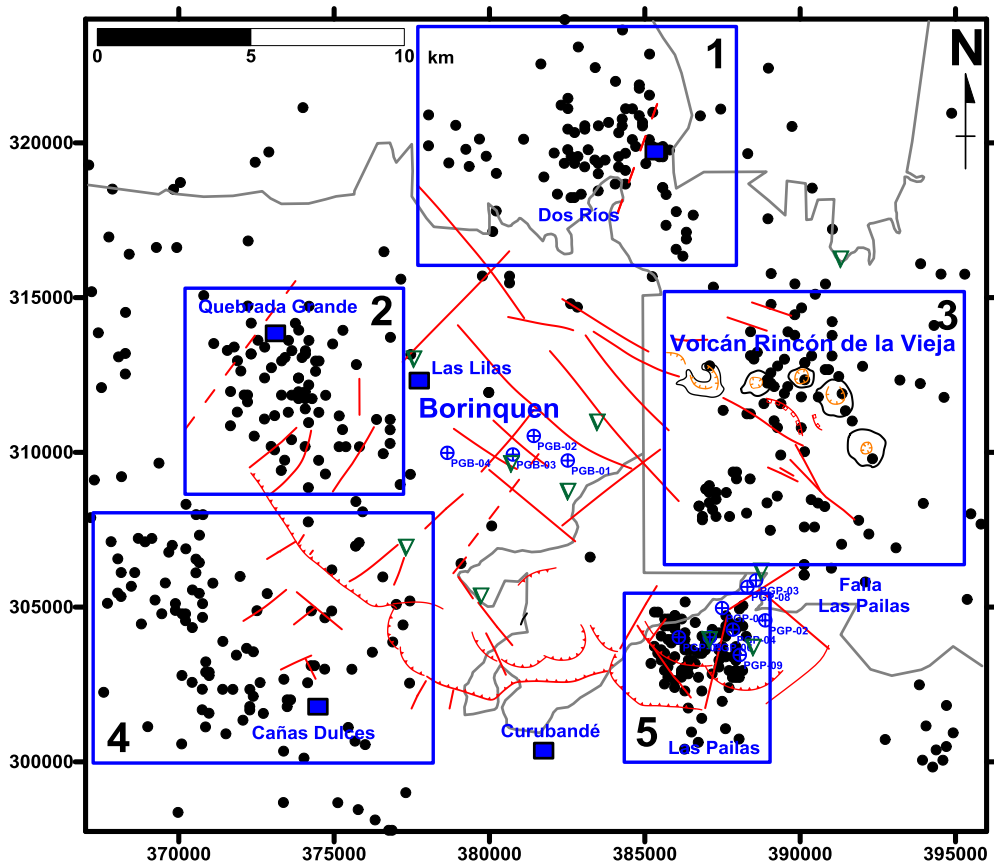 N
0
5
10
km
1
320000
Dos Ríos
315000
2
Quebrada Grande
3
Volcán Rincón de la Vieja
Las Lilas
Borinquen
310000
PGB-02
PGB-04
PGB-03
PGB-01
305000
PGP-03
PGP-08
Falla
Las Pailas
PGP-02
PGP-09
4
Cañas Dulces
Curubandé
5
Las Pailas
300000
370000
375000
380000
385000
390000
395000